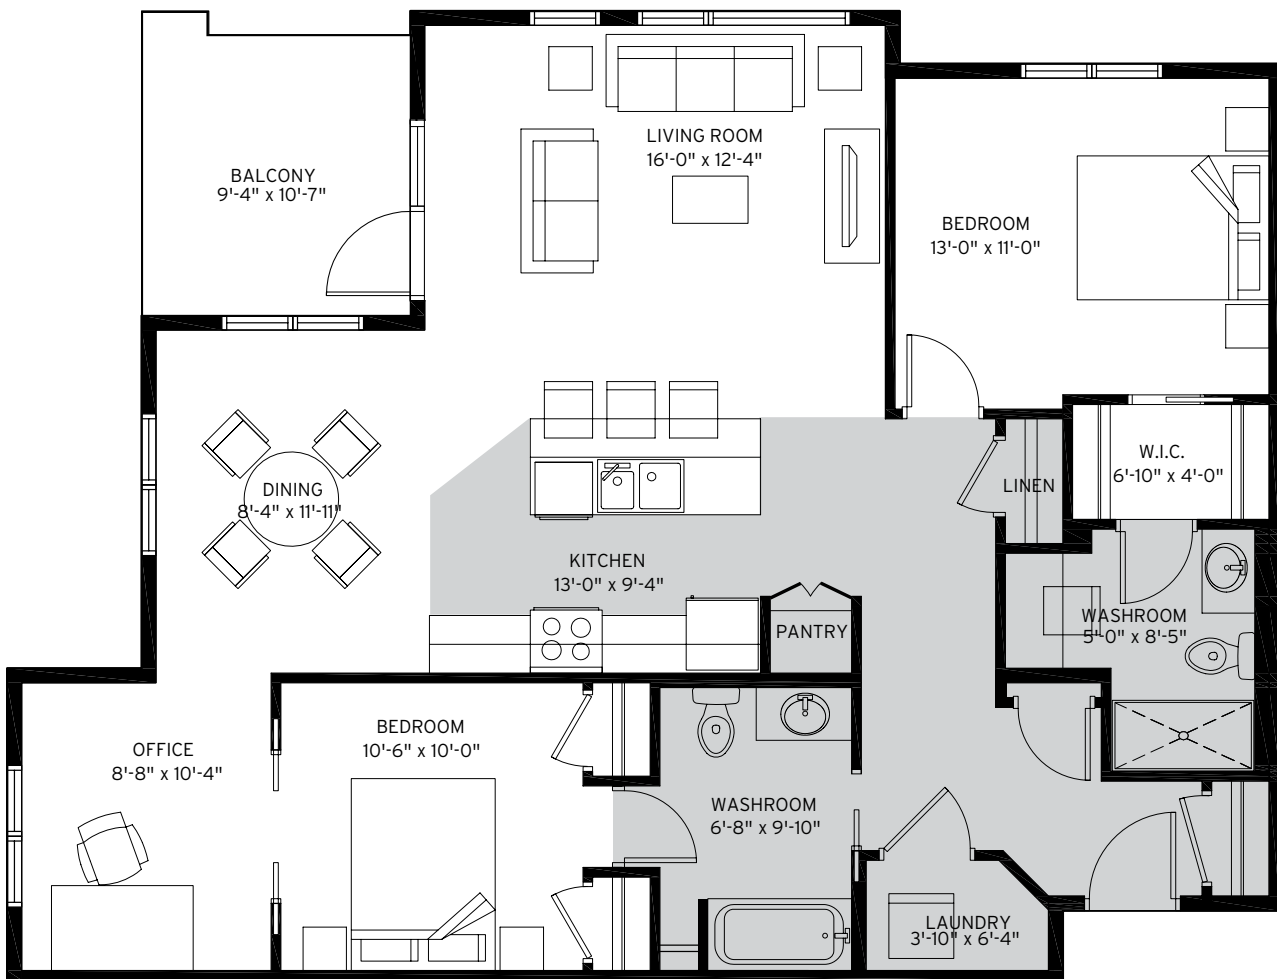 LIVING ROOM
16'-0" x 12'-4"
BALCONY
9'-4" x 10'-7"
BEDROOM
13'-0" x 11'-0"
W.I.C.
6'-10" x 4'-0"
LINEN
DINING
8'-4" x 11'-11"
KITCHEN
13'-0" x 9'-4"
WASHROOM
5'-0" x 8'-5"
PANTRY
BEDROOM
10'-6" x 10'-0"
OFFICE
8'-8" x 10'-4"
WASHROOM
6'-8" x 9'-10"
LAUNDRY
3'-10" x 6'-4"